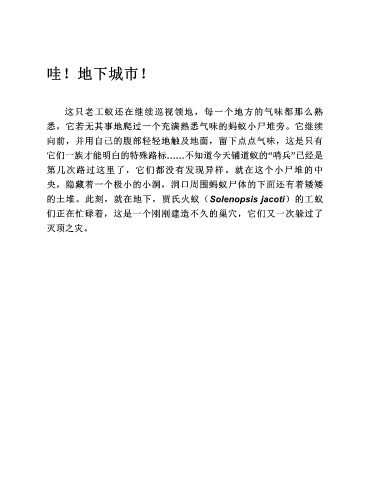 哇！地下城市！
这只老工蚁还在继续巡视领地，每一个地方的气味都那么熟
悉，它若无其事地爬过一个充满熟悉气味的蚂蚁小尸堆旁。它继续
向前，并用自己的腹部轻轻地触及地面，留下点点气味，这是只有
它们一族才能明白的特殊路标……不知道今天铺道蚁的“哨兵”已经是
第几次路过这里了，它们都没有发现异样，就在这个小尸堆的中
央，隐藏着一个极小的小洞，洞口周围蚂蚁尸体的下面还有着矮矮
的土堆。此刻，就在地下，贾氏火蚁（Solenopsis jacoti）的工蚁
们正在忙碌着，这是一个刚刚建造不久的巢穴，它们又一次躲过了
灭顶之灾。